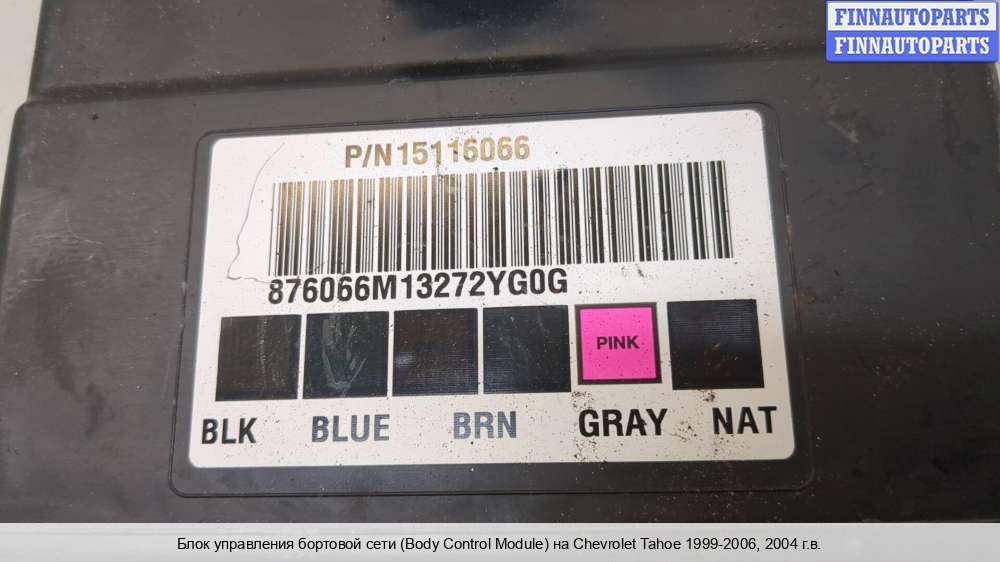 FINNAUTOPARTS
FINNAUTOPARTS
P/N 15116066
876066M13272YG0G
PINK
BLK BLUE BRN GRAY NAT
Блок управления бортовой сети (Body Control Module) на Chevrolet Tahoe 1999-2006, 2004 г.в.